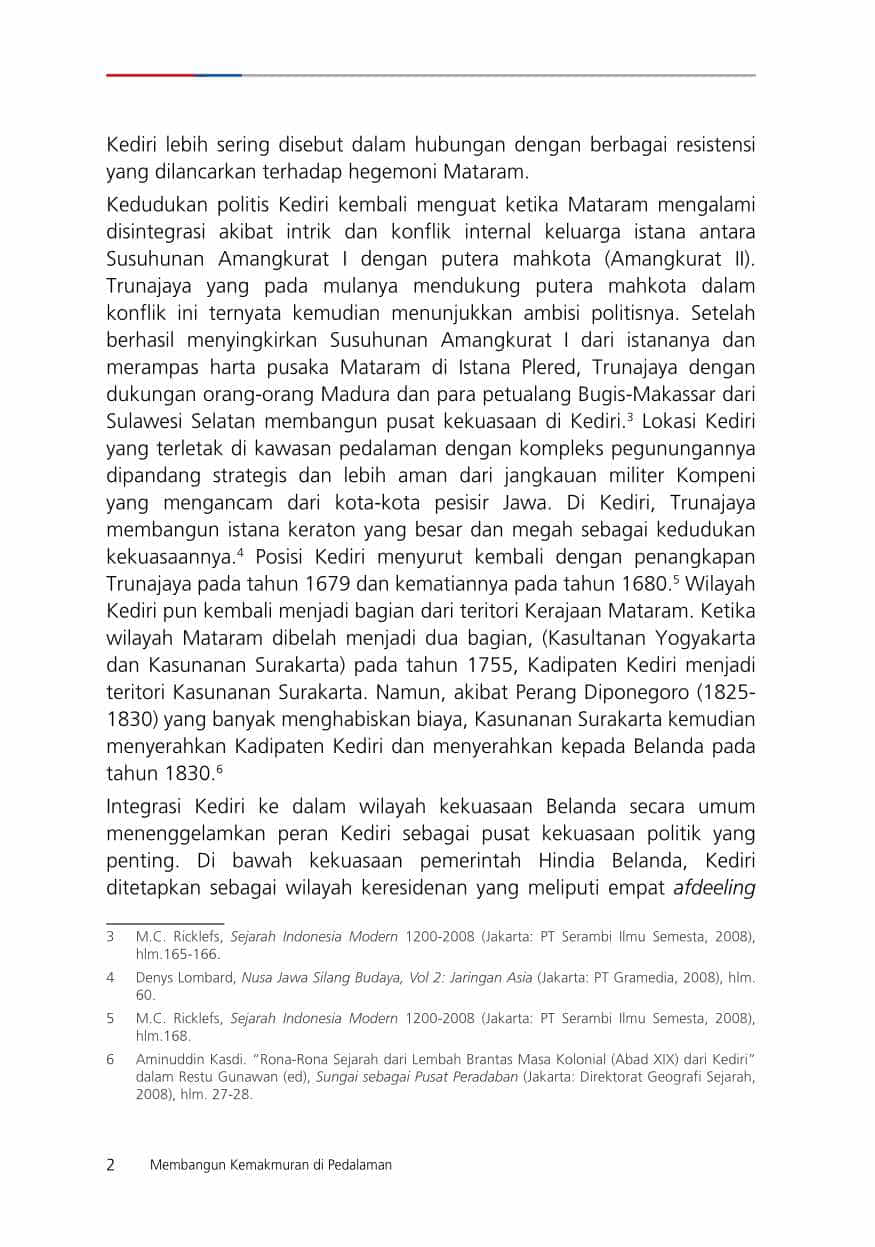 Kediri lebih sering disebut dalam hubungan dengan berbagai resistensi
yang dilancarkan terhadap hegemoni Mataram.
Kedudukan politis Kediri kembali menguat ketika Mataram mengalami
disintegrasi akibat intrik dan konflik internal keluarga istana antara
Susuhunan Amangkurat I dengan putera mahkota (Amangkurat II).
Trunajaya yang pada mulanya mendukung putera mahkota dalam
konflik ini ternyata kemudian menunjukkan ambisi politisnya. Setelah
berhasil menyingkirkan Susuhunan Amangkurat I dari istananya dan
merampas harta pusaka Mataram di Istana Plered, Trunajaya dengan
dukungan orang-orang Madura dan para petualang Bugis-Makassar dari
Sulawesi Selatan membangun pusat kekuasaan di Kediri.³ Lokasi Kediri
yang terletak di kawasan pedalaman dengan kompleks pegunungannya
dipandang strategis dan lebih aman dari jangkauan militer Kompeni
yang mengancam dari kota-kota pesisir Jawa. Di Kediri, Trunajaya
membangun istana keraton yang besar dan megah sebagai kedudukan
kekuasaannya.⁴ Posisi Kediri menyurut kembali dengan penangkapan
Trunajaya pada tahun 1679 dan kematiannya pada tahun 1680.⁵ Wilayah
Kediri pun kembali menjadi bagian dari teritori Kerajaan Mataram. Ketika
wilayah Mataram dibelah menjadi dua bagian, (Kasultanan Yogyakarta
dan Kasunanan Surakarta) pada tahun 1755, Kadipaten Kediri menjadi
teritori Kasunanan Surakarta. Namun, akibat Perang Diponegoro (1825-
1830) yang banyak menghabiskan biaya, Kasunanan Surakarta kemudian
menyerahkan Kadipaten Kediri dan menyerahkan kepada Belanda pada
tahun 1830.⁶
Integrasi Kediri ke dalam wilayah kekuasaan Belanda secara umum
menenggelamkan peran Kediri sebagai pusat kekuasaan politik yang
penting. Di bawah kekuasaan pemerintah Hindia Belanda, Kediri
ditetapkan sebagai wilayah keresidenan yang meliputi empat afdeeling
3 M.C. Ricklefs, Sejarah Indonesia Modern 1200-2008 (Jakarta: PT Serambi Ilmu Semesta, 2008),
hlm.165-166.
4 Denys Lombard, Nusa Jawa Silang Budaya, Vol 2: Jaringan Asia (Jakarta: PT Gramedia, 2008), hlm.
60.
5 M.C. Ricklefs, Sejarah Indonesia Modern 1200-2008 (Jakarta: PT Serambi Ilmu Semesta, 2008),
hlm.168.
6 Aminuddin Kasdi. “Rona-Rona Sejarah dari Lembah Brantas Masa Kolonial (Abad XIX) dari Kediri”
dalam Restu Gunawan (ed), Sungai sebagai Pusat Peradaban (Jakarta: Direktorat Geografi Sejarah,
2008), hlm. 27-28.
2 Membangun Kemakmuran di Pedalaman